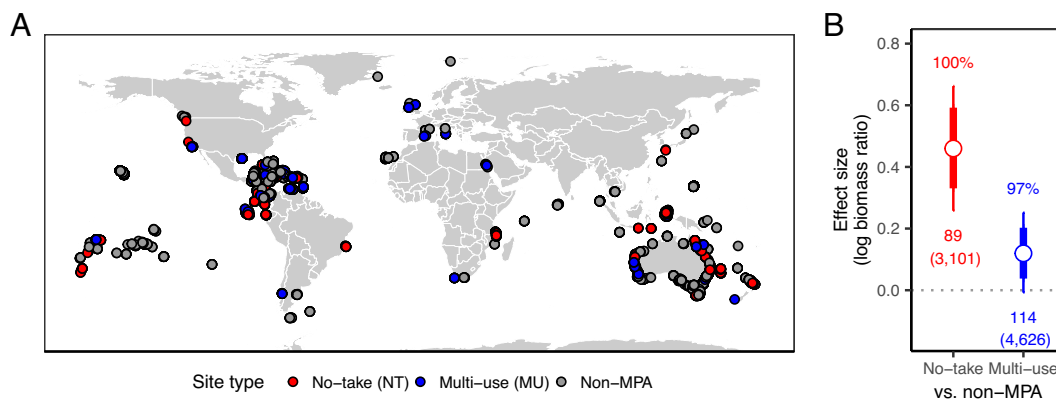 A
Site type No−take (NT) Multi−use (MU) Non−MPA
B
Effect size
(log biomass ratio)
0.8
0.6
0.4
0.2
0.0
100%
89
(3,101)
97%
114
(4,626)
No−take Multi−use
vs. non−MPA